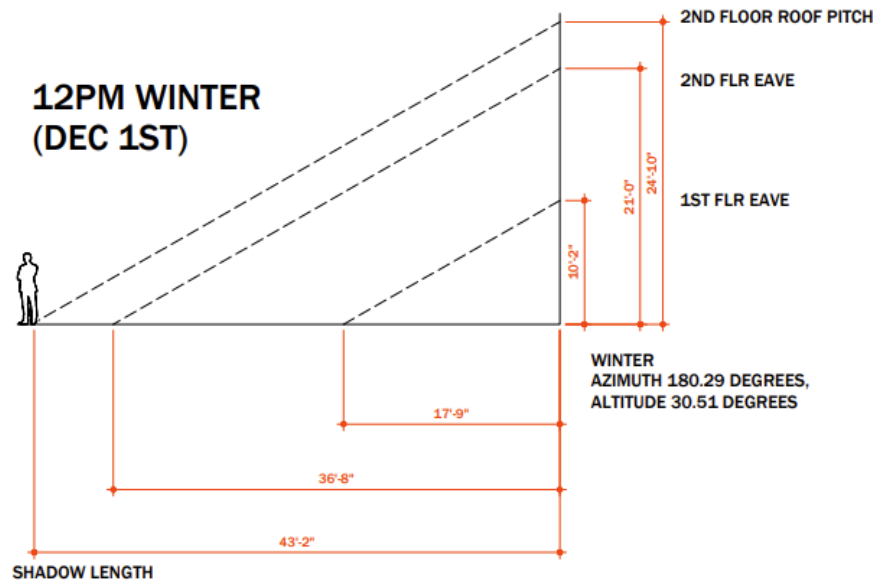 2ND FLOOR ROOF PITCH
12PM WINTER
(DEC 1ST)
2ND FLR EAVE
24'-10"
21'-0"
1ST FLR EAVE
10'-2"
WINTER
AZIMUTH 180.29 DEGREES,
ALTITUDE 30.51 DEGREES
17'-9"
36'-8"
43'-2"
SHADOW LENGTH